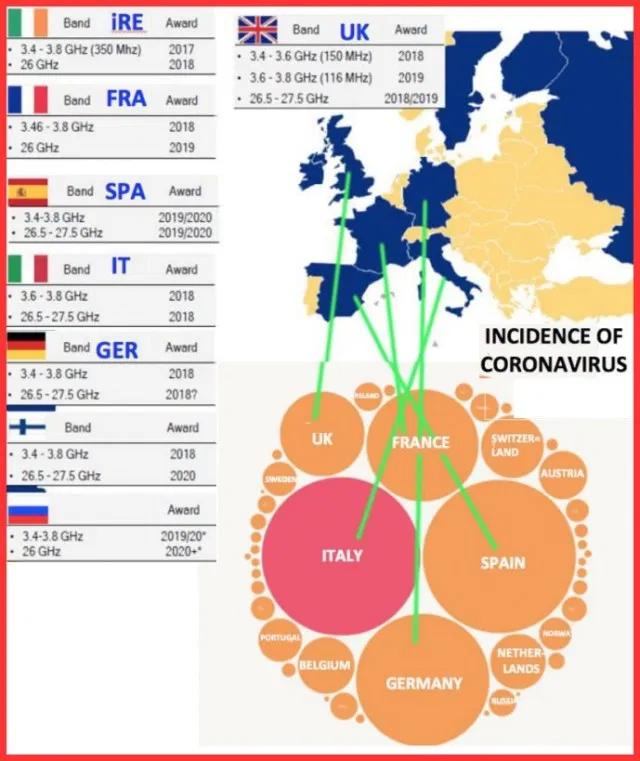 Band iRE Award
• 3.4 - 3.8 GHz (350 Mhz) 2017
• 26 GHz 2018
Band FRA Award
• 3.46 - 3.8 GHz 2018
• 26 GHz 2019
Band SPA Award
• 3.4-3.8 GHz 2019/2020
• 26.5 - 27.5 GHz 2019/2020
Band IT Award
• 3.6 - 3.8 GHz 2018
• 26.5 - 27.5 GHz 2018
Band GER Award
• 3.4 - 3.8 GHz 2018
• 26.5 - 27.5 GHz 2018?
Band Award
• 3.4 - 3.8 GHz 2018
• 26.5 - 27.5 GHz 2020
Award
• 3.4-3.8 GHz 2019/20*
• 26 GHz 2020+*
Band UK Award
• 3.4 - 3.6 GHz (150 MHz) 2018
• 3.6 - 3.8 GHz (116 MHz) 2019
• 26.5 - 27.5 GHz 2018/2019
INCIDENCE OF
CORONAVIRUS
UK
FRANCE
SWITZER-
LAND
SWEDEN
AUSTRIA
ITALY
SPAIN
PORTUGAL
BELGIUM
GERMANY
NETHER-
LANDS
NORWAY
RUSSIA